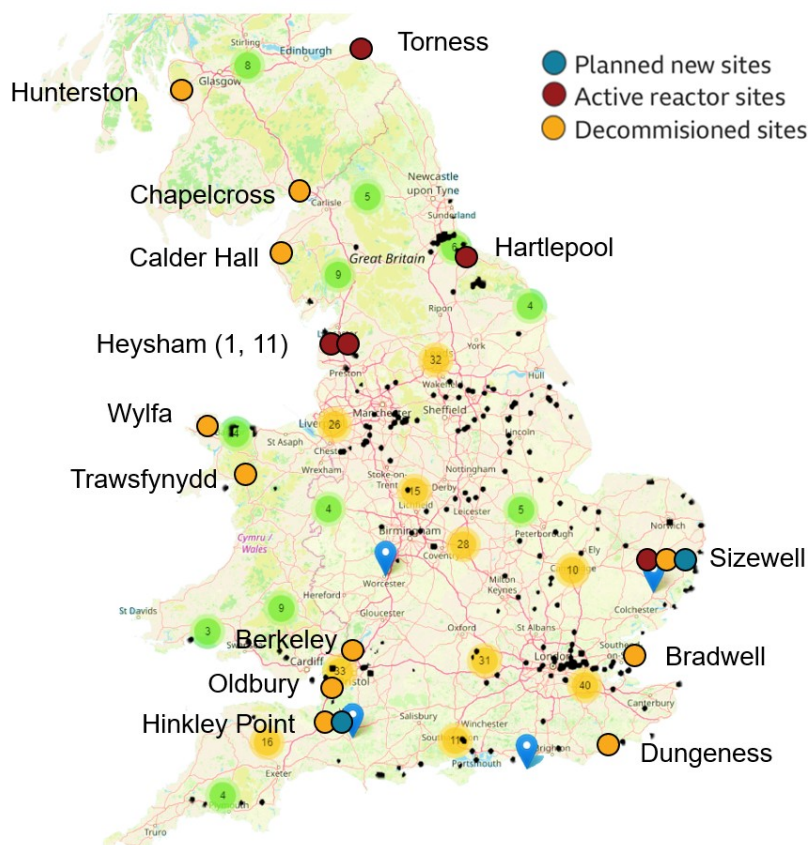 Torness
Stirling
Edinburgh
Planned new sites
8
Glasgow
Active reactor sites
Hunterston
Decommisioned sites
Newcastle
upon Tyne
Chapelcross
5
Carlisle
Sunderland
Hartlepool
6
Calder Hall
Great Britain
9
Ripon
4
Heysham (1, 11)
York
32
Preston
Hull
Wakefield
Wylfa
Manchester
Sheffield
26
4
St Asaph
Lincoln
Wrexham
Trawsfynydd
Stoke-on-
Trent
Nottingham
Derby
15
4
Leicester
5
Norwich
Birmingham
Peterborough
Cymru /
Wales
28
Ely
Sizewell
Worcester
10
Milton
Keynes
Hereford
Colchester
St Davids
9
Gloucester
Oxford
St Albans
3
Berkeley
Cardiff
31
London
Bradwell
33
Oldbury
40
Canterbury
Hinkley Point
Salisbury
Winchester
16
11
Brighton
Dungeness
Exeter
Portsmouth
4
Plymouth
Truro